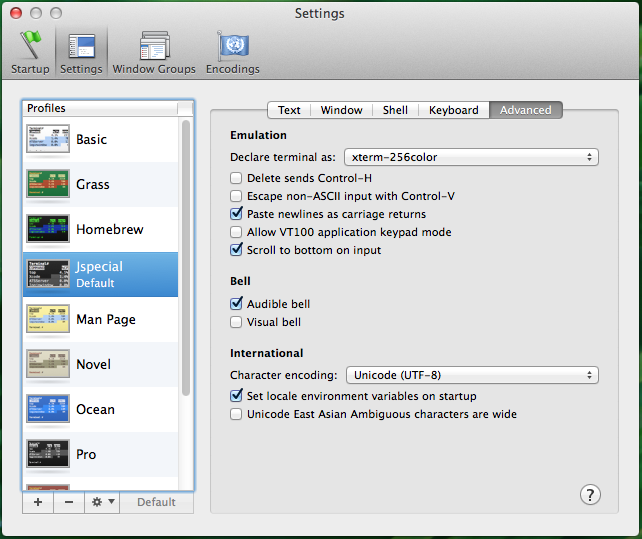 Settings
Startup
Settings
Window Groups
Encodings
Profiles
Basic
Grass
Homebrew
Jspecial
Default
Man Page
Novel
Ocean
Pro
+ − Default
Text
Window
Shell
Keyboard
Advanced
Emulation
Declare terminal as: xterm-256color
Delete sends Control-H
Escape non-ASCII input with Control-V
Paste newlines as carriage returns
Allow VT100 application keypad mode
Scroll to bottom on input
Bell
Audible bell
Visual bell
International
Character encoding: Unicode (UTF-8)
Set locale environment variables on startup
Unicode East Asian Ambiguous characters are wide
?